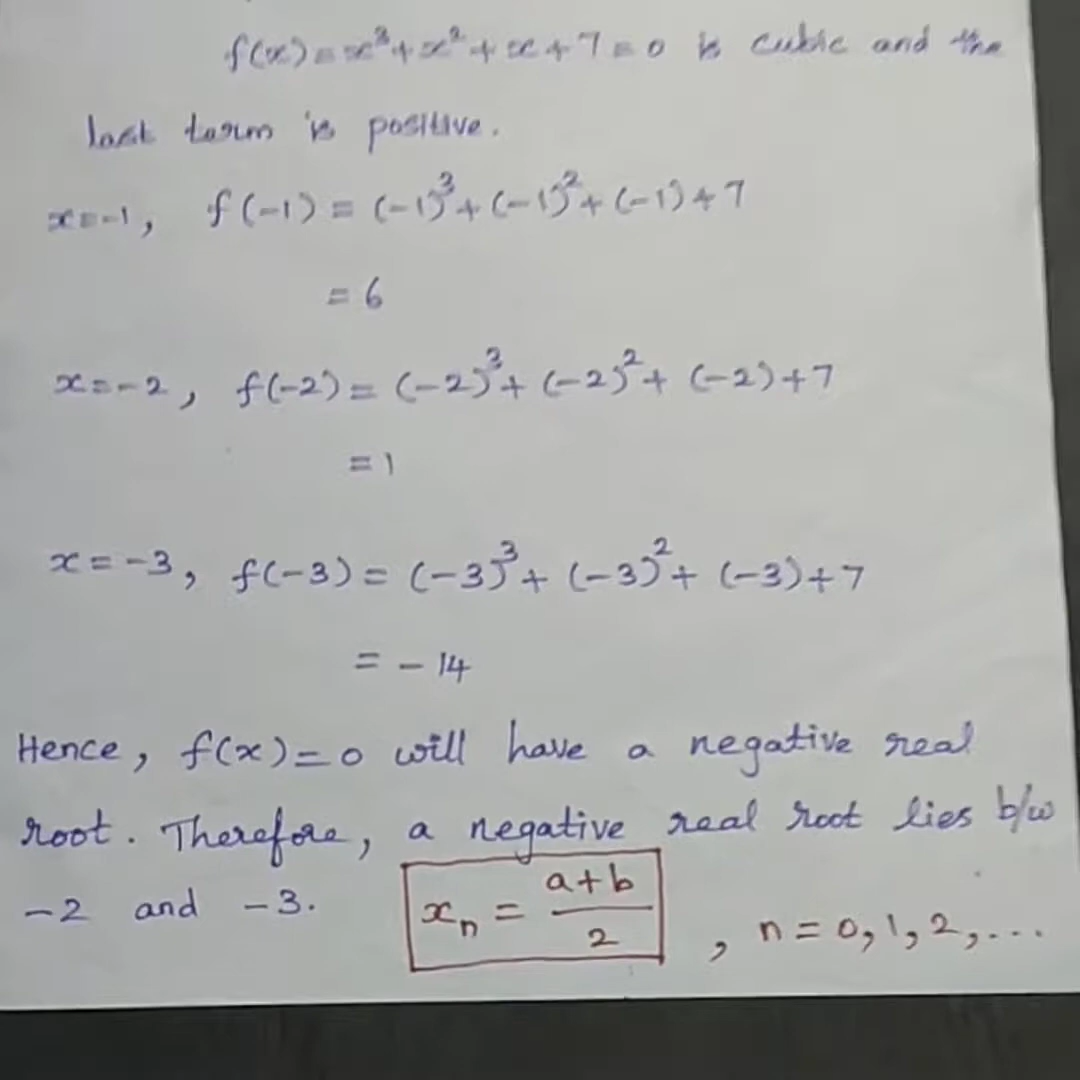 f(x) = x³ + x² + x + 7 = 0 is cubic and the
last term is positive.
x = -1, f(-1) = (-1)³ + (-1)² + (-1) + 7
= 6
x = -2, f(-2) = (-2)³ + (-2)² + (-2) + 7
= 1
x = -3, f(-3) = (-3)³ + (-3)² + (-3) + 7
= -14
Hence, f(x) = 0 will have a negative real
root. Therefore, a negative real root lies b/w
-2 and -3. xₙ = (a+b)/2, n = 0, 1, 2, ...